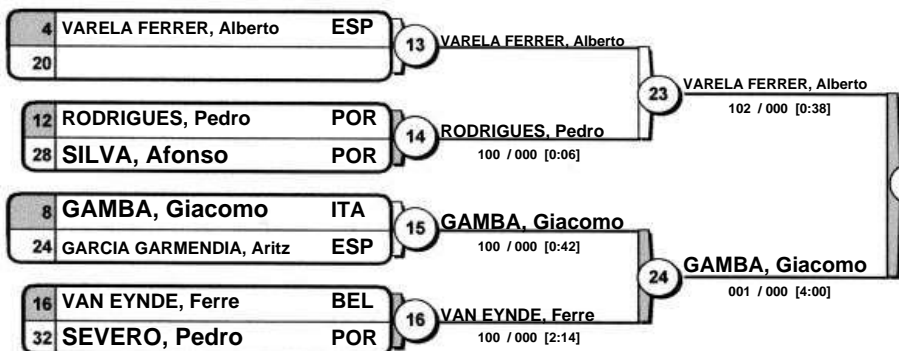 4 VARELA FERRER, Alberto ESP
20
13
VARELA FERRER, Alberto
12 RODRIGUES, Pedro POR
28 SILVA, Afonso POR
14
RODRIGUES, Pedro
100 / 000 [0:06]
23
VARELA FERRER, Alberto
102 / 000 [0:38]
8 GAMBA, Giacomo ITA
24 GARCIA GARMENDIA, Aritz ESP
15
GAMBA, Giacomo
100 / 000 [0:42]
16 VAN EYNDE, Ferre BEL
32 SEVERO, Pedro POR
16
VAN EYNDE, Ferre
100 / 000 [2:14]
24
GAMBA, Giacomo
001 / 000 [4:00]